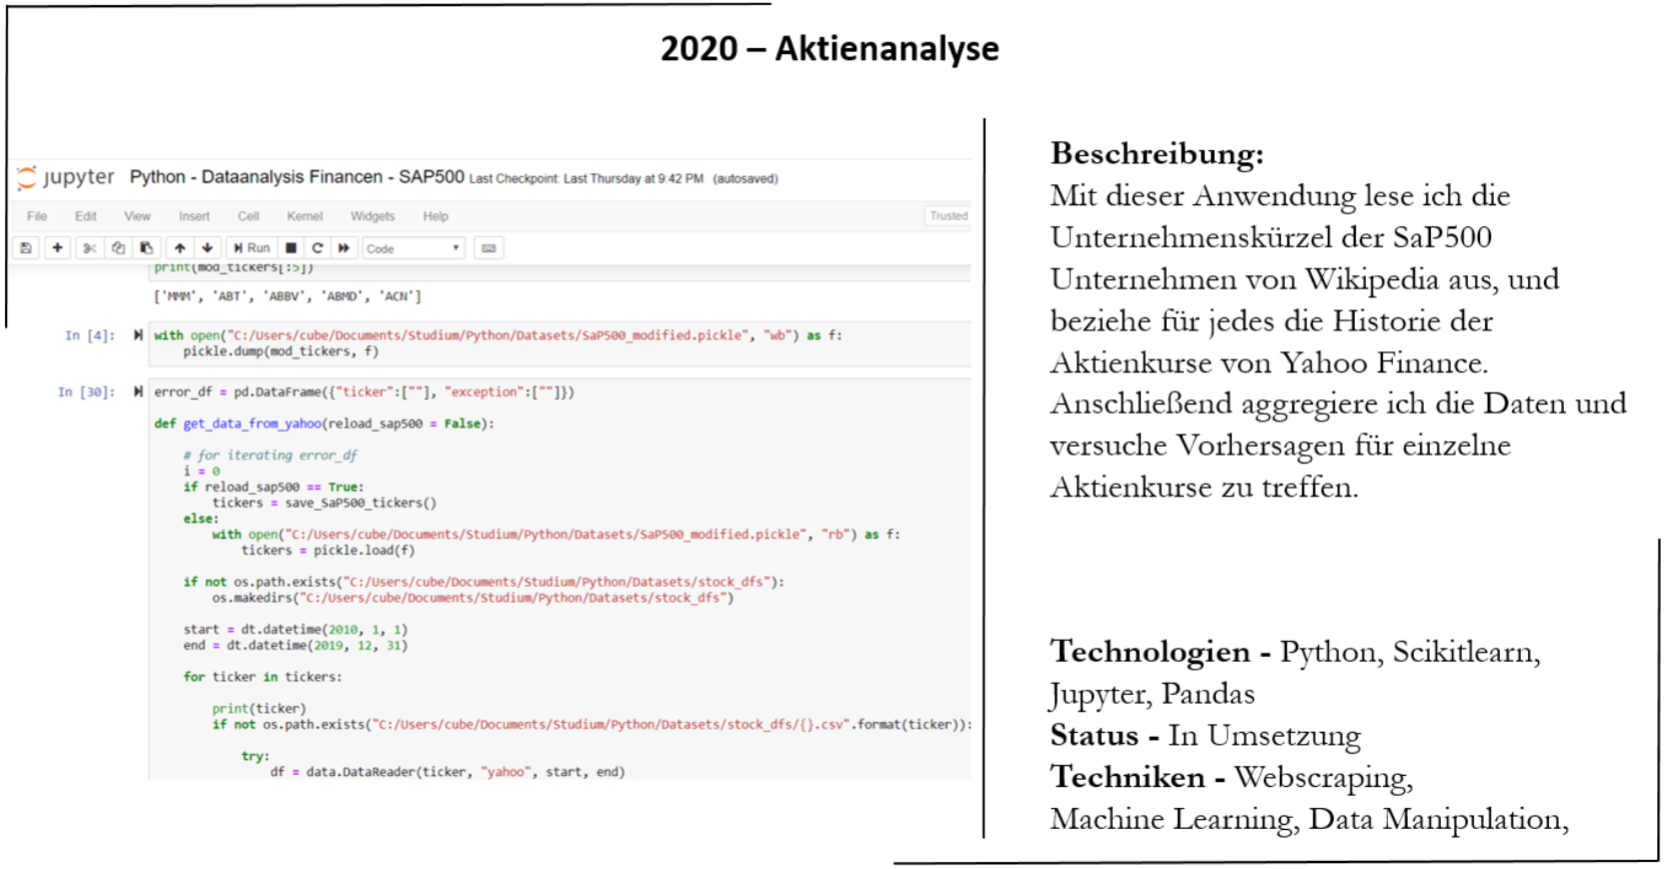 2020 – Aktienanalyse
jupyter Python - Dataanalysis Financen - SAP500 Last Checkpoint: Last Thursday at 9:42 PM (autosaved)
File Edit View Insert Cell Kernel Widgets Help Trusted
Run Code
print(mod_tickers[:5])
['MMM', 'ABT', 'ABBV', 'ABMD', 'ACN']
In [4]: with open("C:/Users/cube/Documents/Studium/Python/Datasets/SaP500_modified.pickle", "wb") as f:
pickle.dump(mod_tickers, f)
In [30]: error_df = pd.DataFrame({"ticker":[""], "exception":[""]})
def get_data_from_yahoo(reload_sap500 = False):
# for iterating error_df
i = 0
if reload_sap500 == True:
tickers = save_SaP500_tickers()
else:
with open("C:/Users/cube/Documents/Studium/Python/Datasets/SaP500_modified.pickle", "rb") as f:
tickers = pickle.load(f)
if not os.path.exists("C:/Users/cube/Documents/Studium/Python/Datasets/stock_dfs"):
os.makedirs("C:/Users/cube/Documents/Studium/Python/Datasets/stock_dfs")
start = dt.datetime(2010, 1, 1)
end = dt.datetime(2019, 12, 31)
for ticker in tickers:
print(ticker)
if not os.path.exists("C:/Users/cube/Documents/Studium/Python/Datasets/stock_dfs/{}.csv".format(ticker)):
try:
df = data.DataReader(ticker, "yahoo", start, end)
Beschreibung:
Mit dieser Anwendung lese ich die
Unternehmenskürzel der SaP500
Unternehmen von Wikipedia aus, und
beziehe für jedes die Historie der
Aktienkurse von Yahoo Finance.
Anschließend aggregiere ich die Daten und
versuche Vorhersagen für einzelne
Aktienkurse zu treffen.
Technologien - Python, Scikitlearn,
Jupyter, Pandas
Status - In Umsetzung
Techniken - Webscraping,
Machine Learning, Data Manipulation,